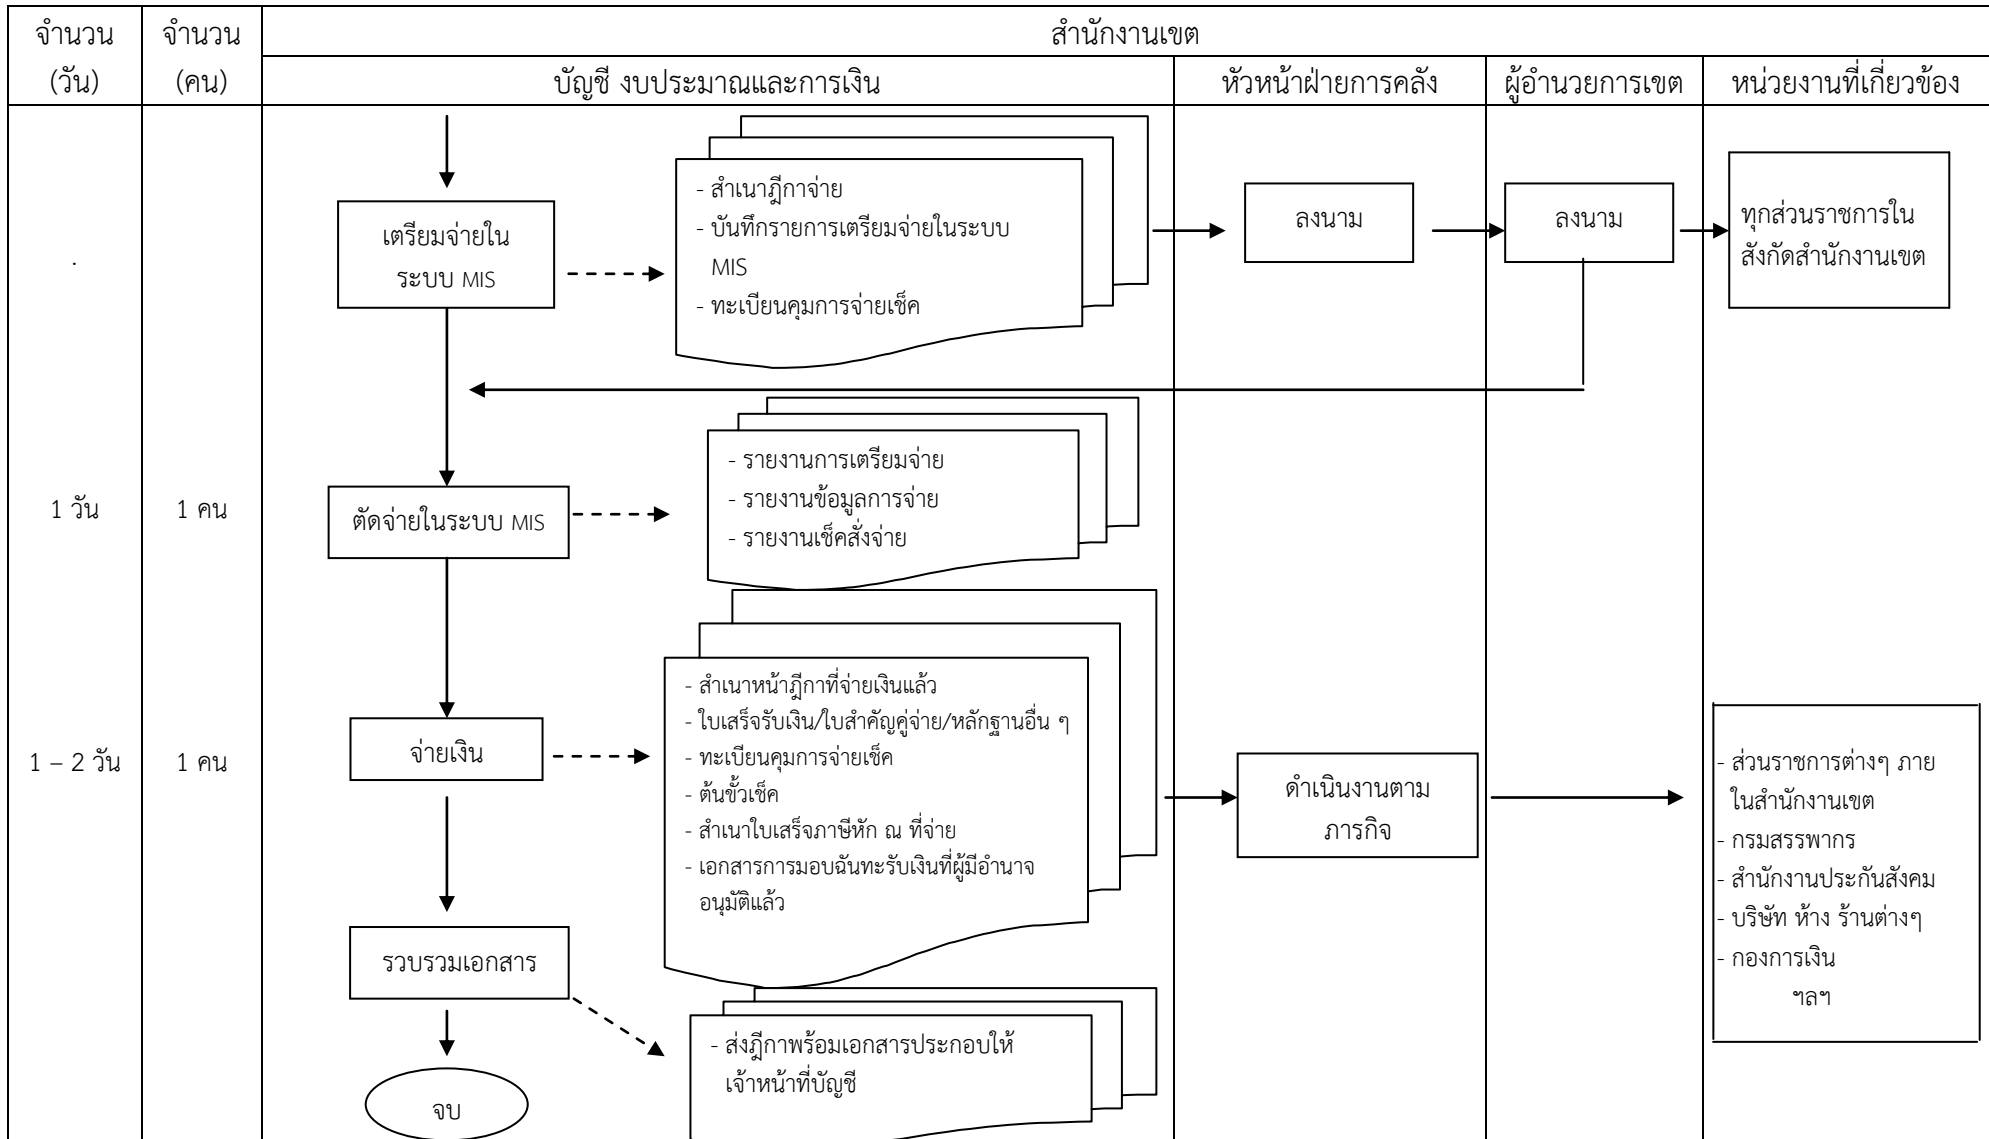 จำนวน
(วัน)
จำนวน
(คน)
สำนักงานเขต
บัญชี งบประมาณและการเงิน
หัวหน้าฝ่ายการคลัง
ผู้อำนวยการเขต
หน่วยงานที่เกี่ยวข้อง
.
เตรียมจ่ายใน
ระบบ MIS
- สำเนาฎีกาจ่าย
- บันทึกรายการเตรียมจ่ายในระบบ
MIS
- ทะเบียนคุมการจ่ายเช็ค
ลงนาม
ลงนาม
ทุกส่วนราชการใน
สังกัดสำนักงานเขต
1 วัน
1 คน
ตัดจ่ายในระบบ MIS
- รายงานการเตรียมจ่าย
- รายงานข้อมูลการจ่าย
- รายงานเช็คสั่งจ่าย
1 – 2 วัน
1 คน
จ่ายเงิน
- สำเนาหน้าฎีกาที่จ่ายเงินแล้ว
- ใบเสร็จรับเงิน/ใบสำคัญคู่จ่าย/หลักฐานอื่น ๆ
- ทะเบียนคุมการจ่ายเช็ค
- ต้นขั้วเช็ค
- สำเนาใบเสร็จภาษีหัก ณ ที่จ่าย
- เอกสารการมอบฉันทะรับเงินที่ผู้มีอำนาจ
อนุมัติแล้ว
ดำเนินงานตาม
ภารกิจ
- ส่วนราชการต่างๆ ภาย
ในสำนักงานเขต
- กรมสรรพากร
- สำนักงานประกันสังคม
- บริษัท ห้าง ร้านต่างๆ
- กองการเงิน
ฯลฯ
รวบรวมเอกสาร
- ส่งฎีกาพร้อมเอกสารประกอบให้
เจ้าหน้าที่บัญชี
จบ